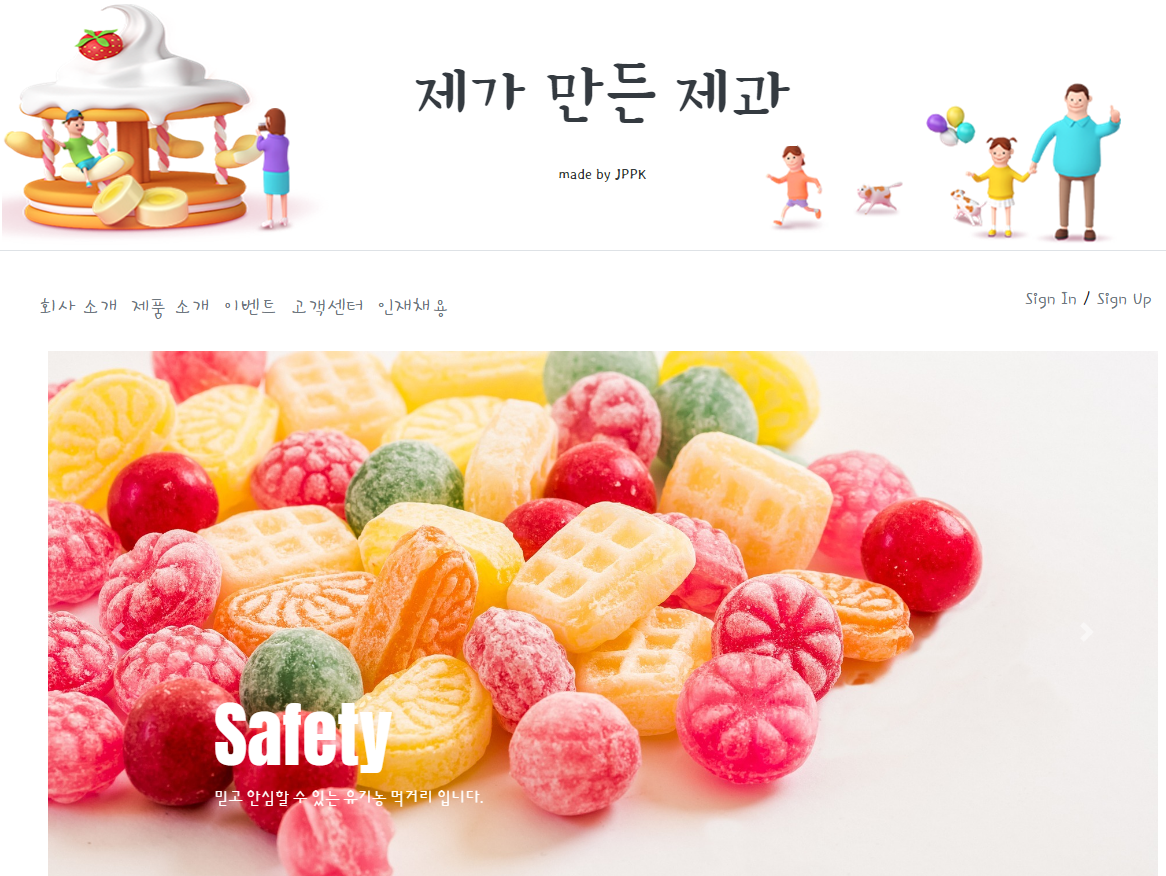 제가 만든 제과
made by JPPK
회사 소개 제품 소개 이벤트 고객센터 인재채용
Sign In / Sign Up
Safety
믿고 안심할 수 있는 유기농 먹거리 입니다.